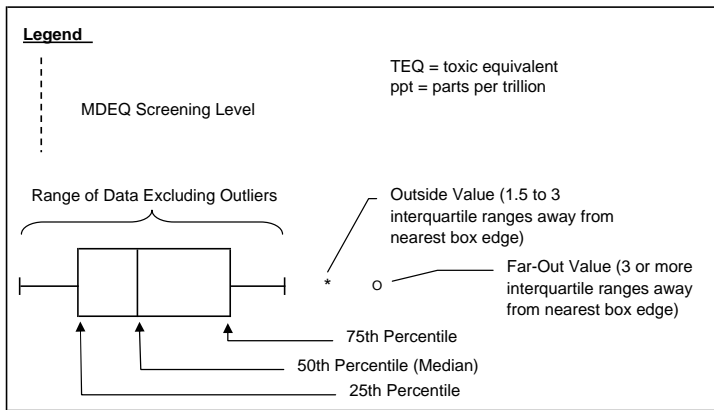 Legend
TEQ = toxic equivalent
ppt = parts per trillion
MDEQ Screening Level
Range of Data Excluding Outliers
Outside Value (1.5 to 3
interquartile ranges away from
nearest box edge)
*
o
Far-Out Value (3 or more
interquartile ranges away
from nearest box edge)
75th Percentile
50th Percentile (Median)
25th Percentile